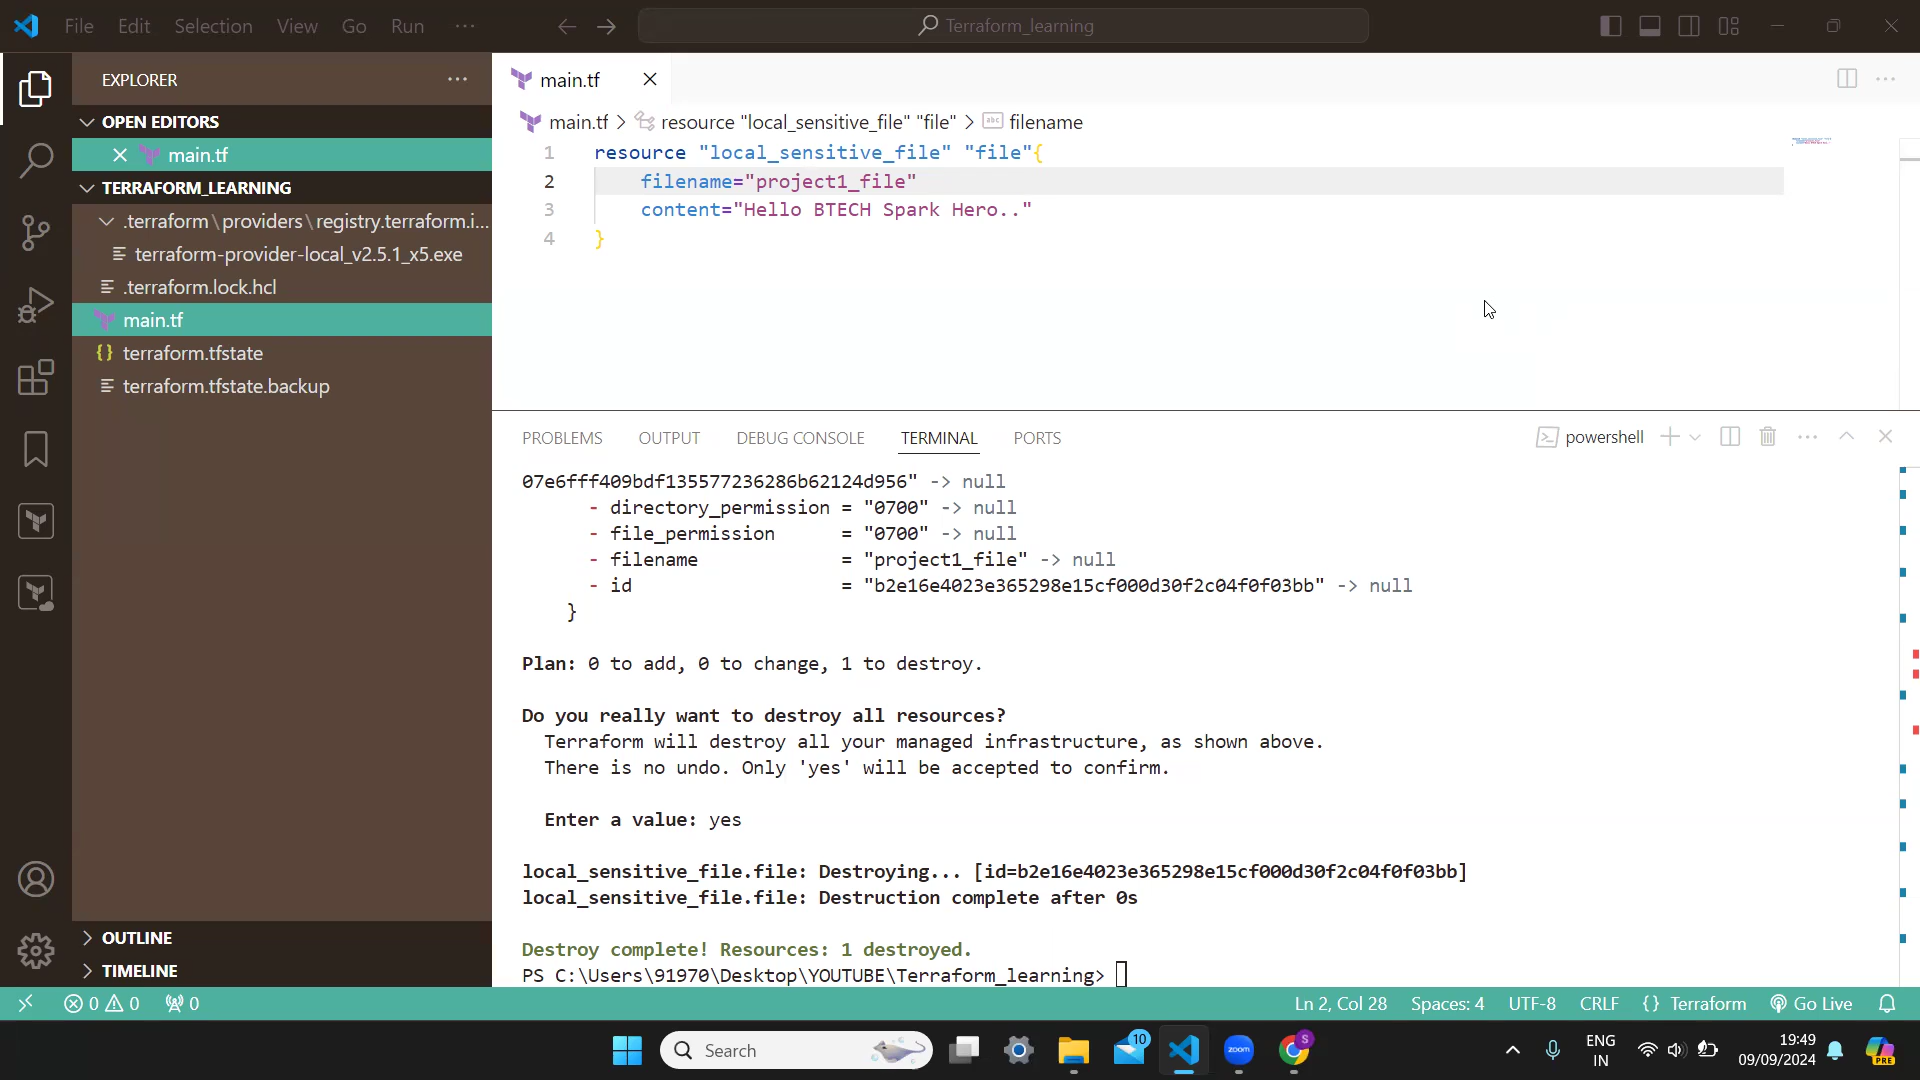 File Edit Selection View Go Run ...
Terraform_learning
EXPLORER
OPEN EDITORS
main.tf
TERRAFORM_LEARNING
.terraform\providers\registry.terraform.i...
terraform-provider-local_v2.5.1_x5.exe
.terraform.lock.hcl
main.tf
terraform.tfstate
terraform.tfstate.backup
OUTLINE
TIMELINE
main.tf
main.tf > resource "local_sensitive_file" "file" > abc filename
1 resource "local_sensitive_file" "file"{
2 filename="project1_file"
3 content="Hello BTECH Spark Hero.."
4 }
PROBLEMS OUTPUT DEBUG CONSOLE TERMINAL PORTS
powershell
07e6fff409bdf135577236286b62124d956" -> null
- directory_permission = "0700" -> null
- file_permission = "0700" -> null
- filename = "project1_file" -> null
- id = "b2e16e4023e365298e15cf000d30f2c04f0f03bb" -> null
}
Plan: 0 to add, 0 to change, 1 to destroy.
Do you really want to destroy all resources?
Terraform will destroy all your managed infrastructure, as shown above.
There is no undo. Only 'yes' will be accepted to confirm.
Enter a value: yes
local_sensitive_file.file: Destroying... [id=b2e16e4023e365298e15cf000d30f2c04f0f03bb]
local_sensitive_file.file: Destruction complete after 0s
Destroy complete! Resources: 1 destroyed.
PS C:\Users\91970\Desktop\YOUTUBE\Terraform_learning>
0 0 0
Ln 2, Col 28 Spaces: 4 UTF-8 CRLF {} Terraform Go Live
Search
10
zoom
S
ENG
IN
19:49
09/09/2024
PRE